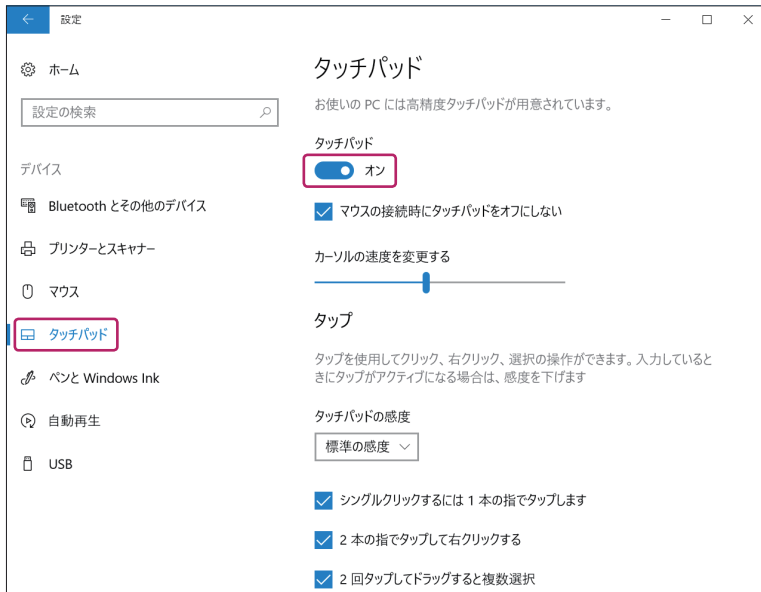 設定
ホーム
設定の検索
デバイス
Bluetooth とその他のデバイス
プリンターとスキャナー
マウス
タッチパッド
ペンと Windows Ink
自動再生
USB
タッチパッド
お使いの PC には高精度タッチパッドが用意されています。
タッチパッド
オン
マウスの接続時にタッチパッドをオフにしない
カーソルの速度を変更する
タップ
タップを使用してクリック、右クリック、選択の操作ができます。入力していると
きにタップがアクティブになる場合は、感度を下げます
タッチパッドの感度
標準の感度
シングルクリックするには 1 本の指でタップします
2 本の指でタップして右クリックする
2 回タップしてドラッグすると複数選択